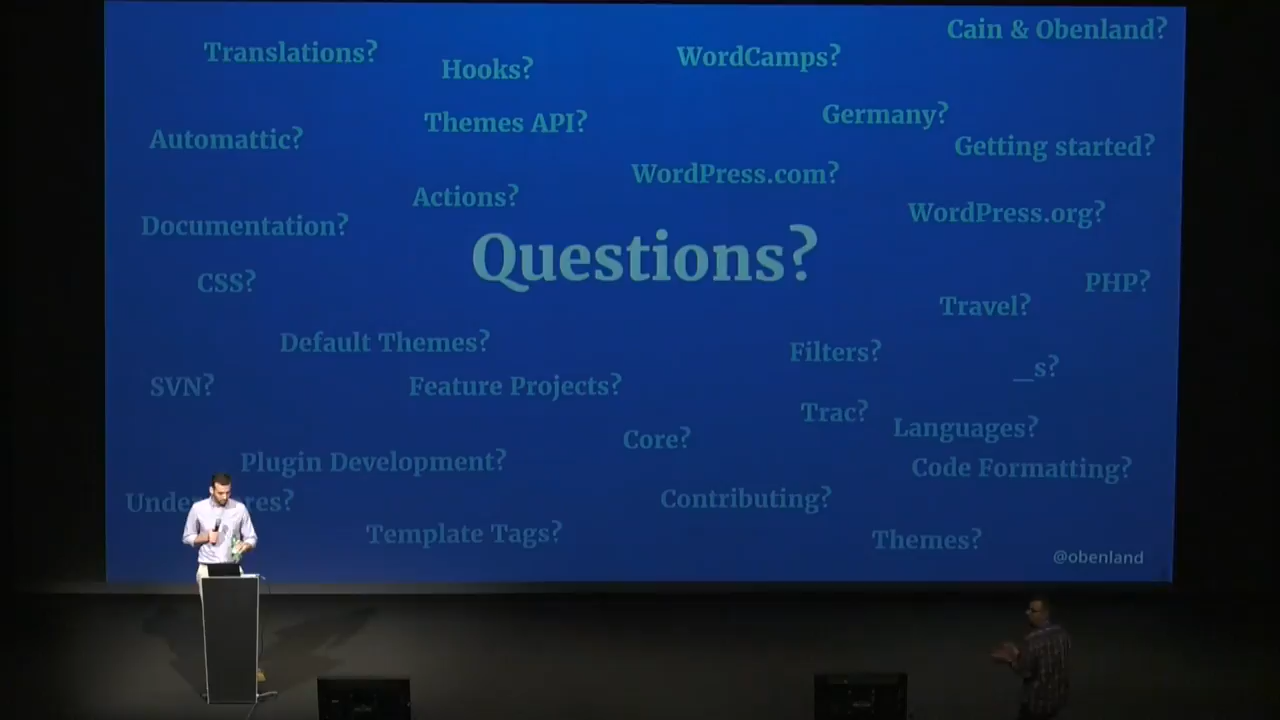 Cain & Obenland?
Translations?
Hooks?
WordCamps?
Germany?
Themes API?
Automattic?
Getting started?
WordPress.com?
Actions?
WordPress.org?
Documentation?
Questions?
CSS?
PHP?
Travel?
Default Themes?
Filters?
_s?
SVN?
Feature Projects?
Trac?
Languages?
Core?
Plugin Development?
Code Formatting?
Contributing?
Template Tags?
Themes?
@obenland